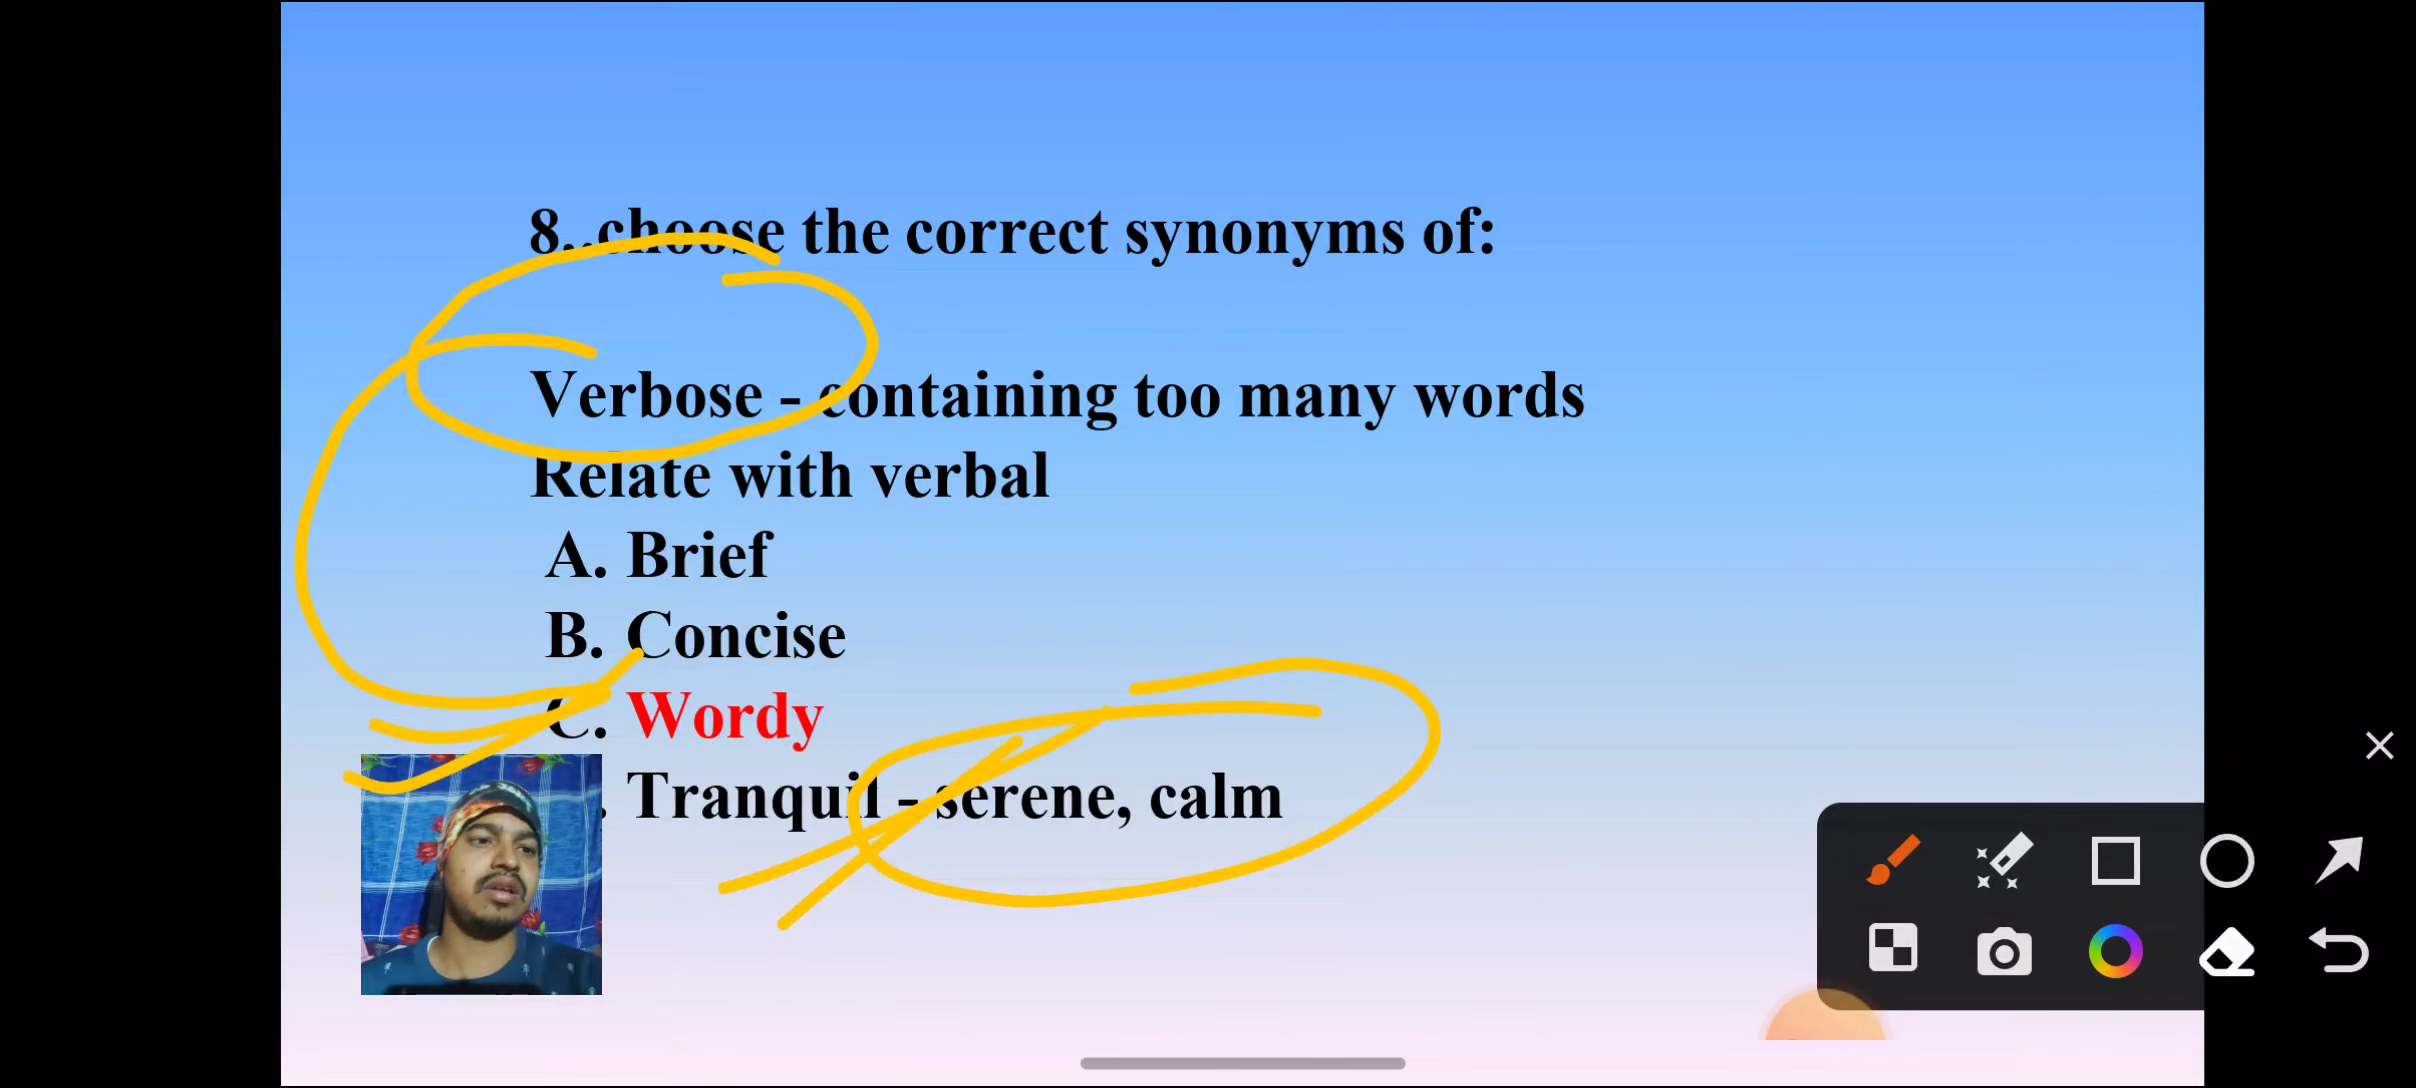 8. .choose the correct synonyms of:
Verbose - containing too many words
Relate with verbal
A. Brief
B. Concise
C. Wordy
. Tranquil - serene, calm